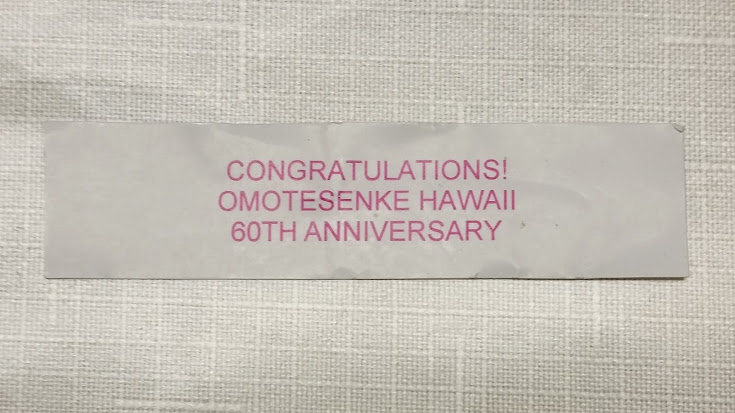 CONGRATULATIONS!
OMOTESENKE HAWAII
60TH ANNIVERSARY